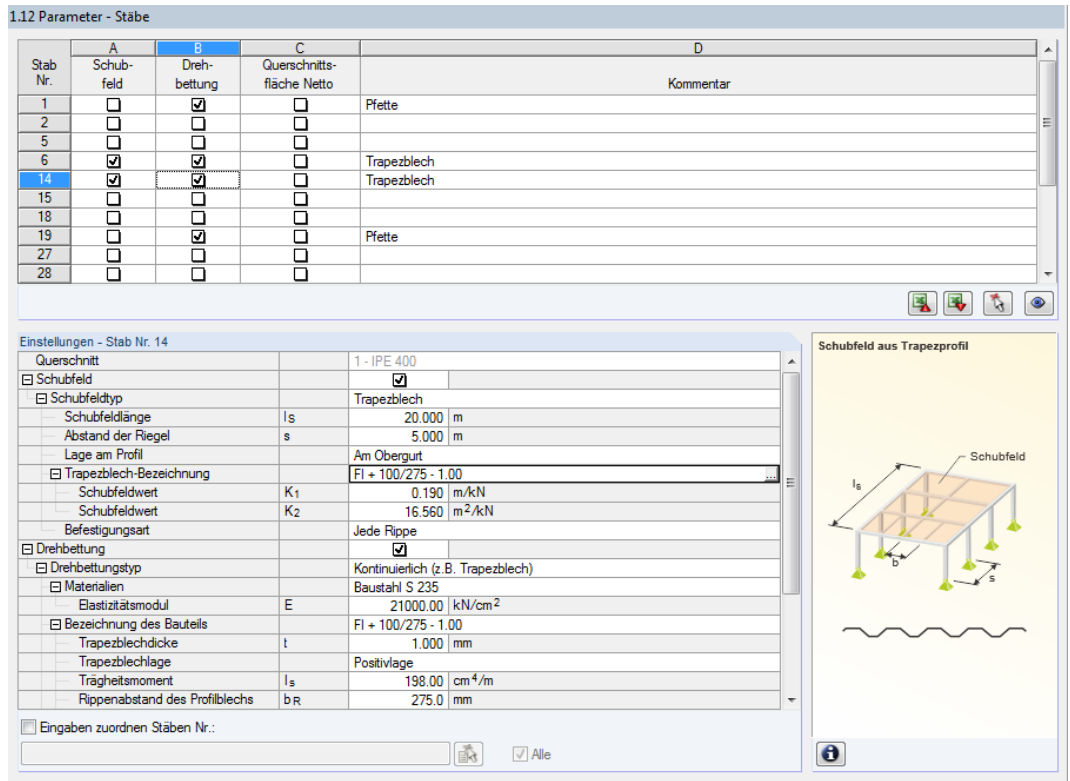 1.12 Parameter - Stäbe
A B C D
Stab Nr. Schub-feld Dreh-bettung Querschnitts-fläche Netto Kommentar
1 Pfette
2
5
6 Trapezblech
14 Trapezblech
15
18
19 Pfette
27
28
Einstellungen - Stab Nr. 14
Querschnitt 1 - IPE 400
Schubfeld
Schubfeldtyp Trapezblech
Schubfeldlänge ls 20.000 m
Abstand der Riegel s 5.000 m
Lage am Profil Am Obergurt
Trapezblech-Bezeichnung FI + 100/275 - 1.00 ...
Schubfeldwert K1 0.190 m/kN
Schubfeldwert K2 16.560 m2/kN
Befestigungsart Jede Rippe
Drehbettung
Drehbettungstyp Kontinuierlich (z.B. Trapezblech)
Materialien Baustahl S 235
Elastizitätsmodul E 21000.00 kN/cm2
Bezeichnung des Bauteils FI + 100/275 - 1.00
Trapezblechdicke t 1.000 mm
Trapezblechlage Positivlage
Trägheitsmoment Is 198.00 cm4/m
Rippenabstand des Profilblechs bR 275.0 mm
Eingaben zuordnen Stäben Nr.:
Alle
Schubfeld aus Trapezprofil
Schubfeld
ls
b
s